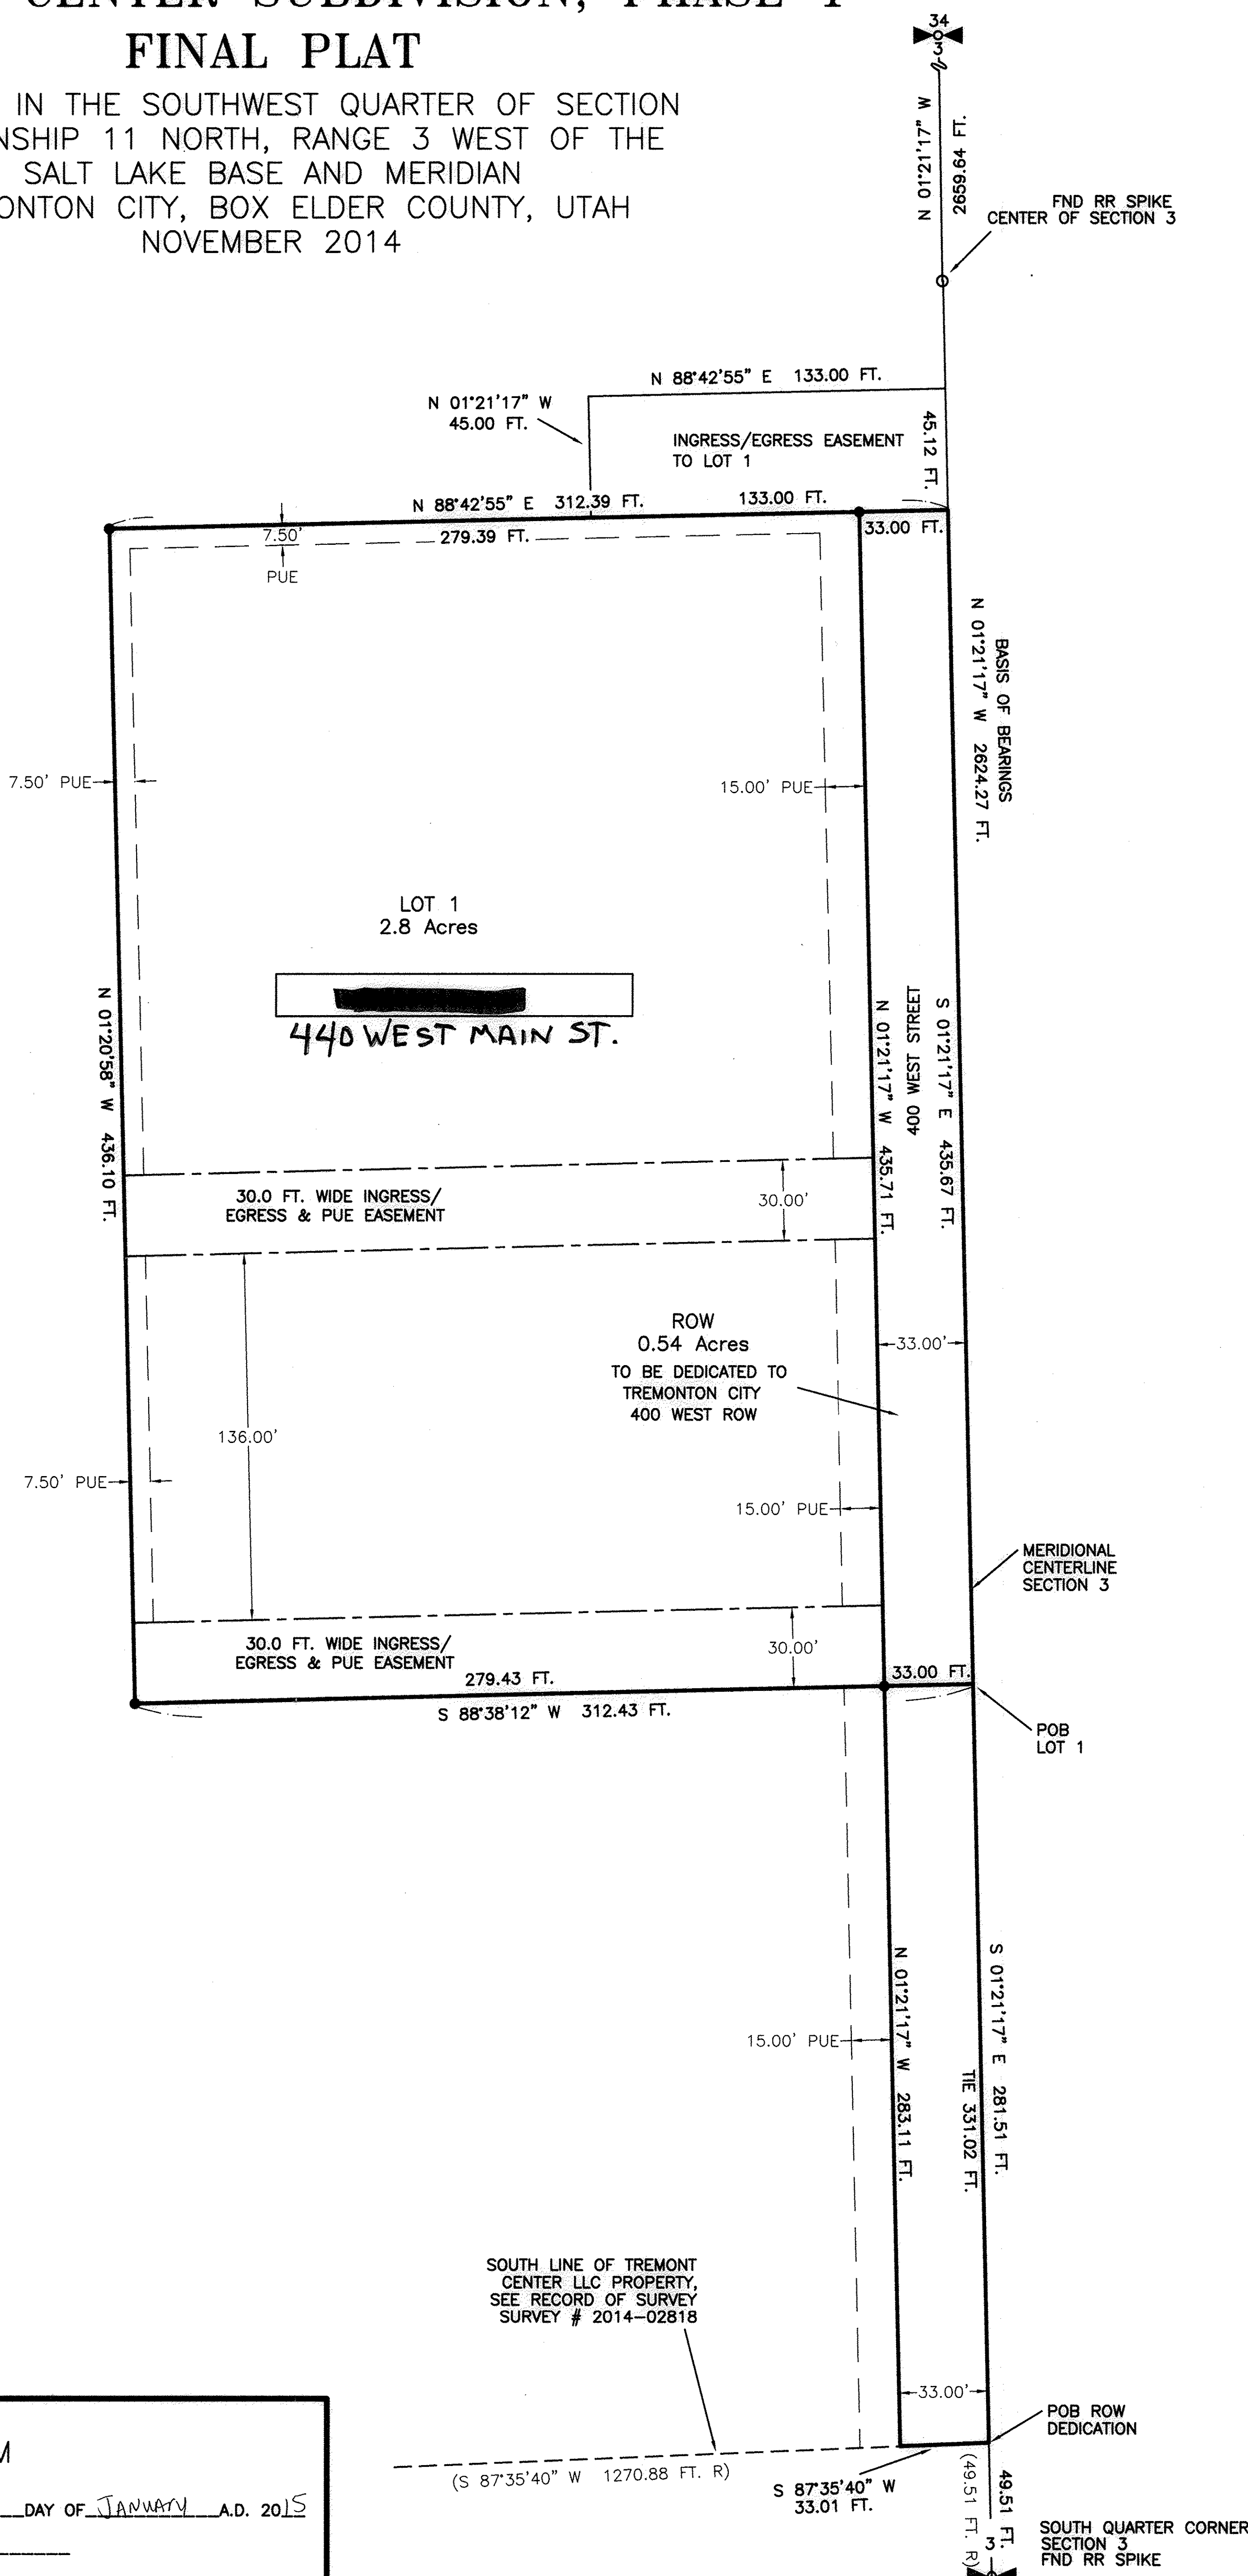 CENTER SUBDIVISION, PHASE 1
FINAL PLAT
IN THE SOUTHWEST QUARTER OF SECTION
NSHIP 11 NORTH, RANGE 3 WEST OF THE
SALT LAKE BASE AND MERIDIAN
ONTON CITY, BOX ELDER COUNTY, UTAH
NOVEMBER 2014
34
3
N 01°21'17" W
2659.64 FT.
FND RR SPIKE
CENTER OF SECTION 3
N 88°42'55" E 133.00 FT.
N 01°21'17" W
45.00 FT.
INGRESS/EGRESS EASEMENT
TO LOT 1
45.12 FT.
N 88°42'55" E 312.39 FT.
133.00 FT.
33.00 FT.
7.50'
279.39 FT.
PUE
BASIS OF BEARINGS
N 01°21'17" W 2624.27 FT.
7.50' PUE
15.00' PUE
LOT 1
2.8 Acres
440 WEST MAIN ST.
N 01°20'58" W 436.10 FT.
N 01°21'17" W 435.71 FT.
400 WEST STREET
S 01°21'17" E 435.67 FT.
30.0 FT. WIDE INGRESS/
EGRESS & PUE EASEMENT
30.00'
ROW
0.54 Acres
TO BE DEDICATED TO
TREMONTON CITY
400 WEST ROW
33.00'
136.00'
7.50' PUE
15.00' PUE
MERIDIONAL
CENTERLINE
SECTION 3
30.0 FT. WIDE INGRESS/
EGRESS & PUE EASEMENT
30.00'
279.43 FT.
33.00 FT.
S 88°38'12" W 312.43 FT.
POB
LOT 1
15.00' PUE
N 01°21'17" W 283.11 FT.
TIE 331.02 FT.
S 01°21'17" E 281.51 FT.
SOUTH LINE OF TREMONT
CENTER LLC PROPERTY,
SEE RECORD OF SURVEY
SURVEY # 2014-02818
33.00'
POB ROW
DEDICATION
(S 87°35'40" W 1270.88 FT. R)
S 87°35'40" W
33.01 FT.
(49.51 FT. R)
49.51 FT.
SOUTH QUARTER CORNER
SECTION 3
FND RR SPIKE
3
M
DAY OF JANUARY A.D. 2015